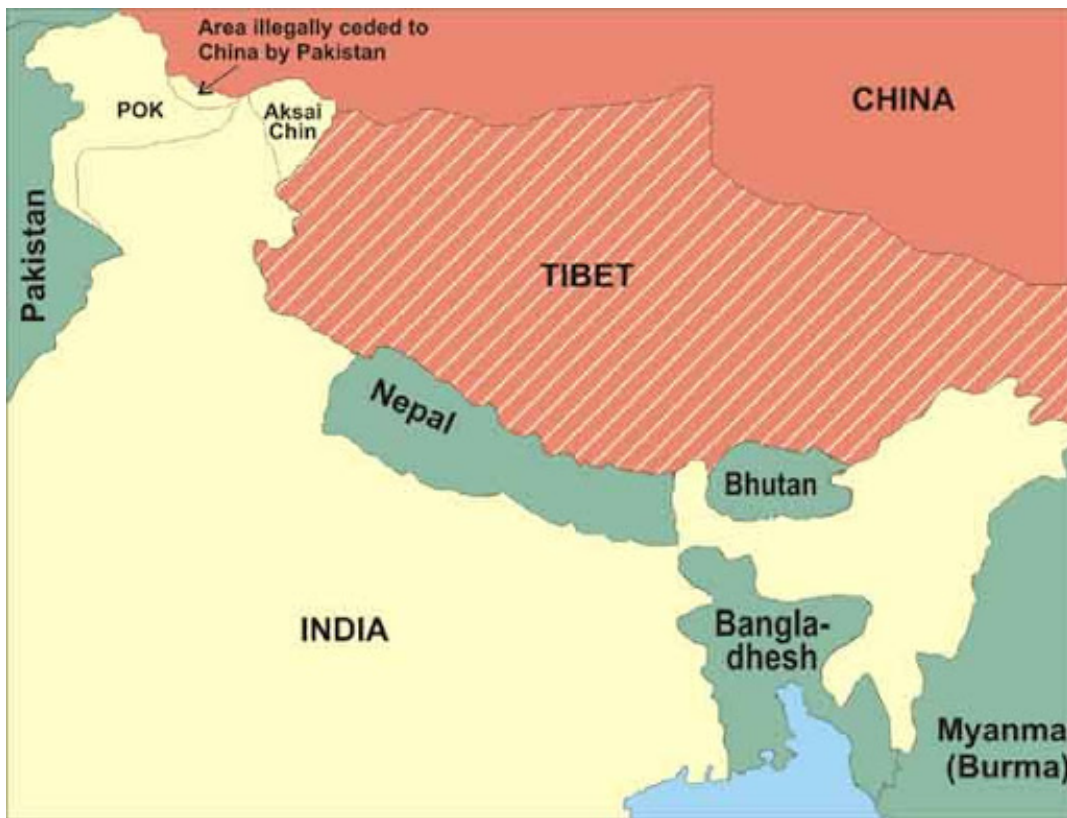 Area illegally ceded to
China by Pakistan
POK
Aksai
Chin
CHINA
Pakistan
TIBET
Nepal
Bhutan
INDIA
Bangla-
dhesh
Myanma
(Burma)